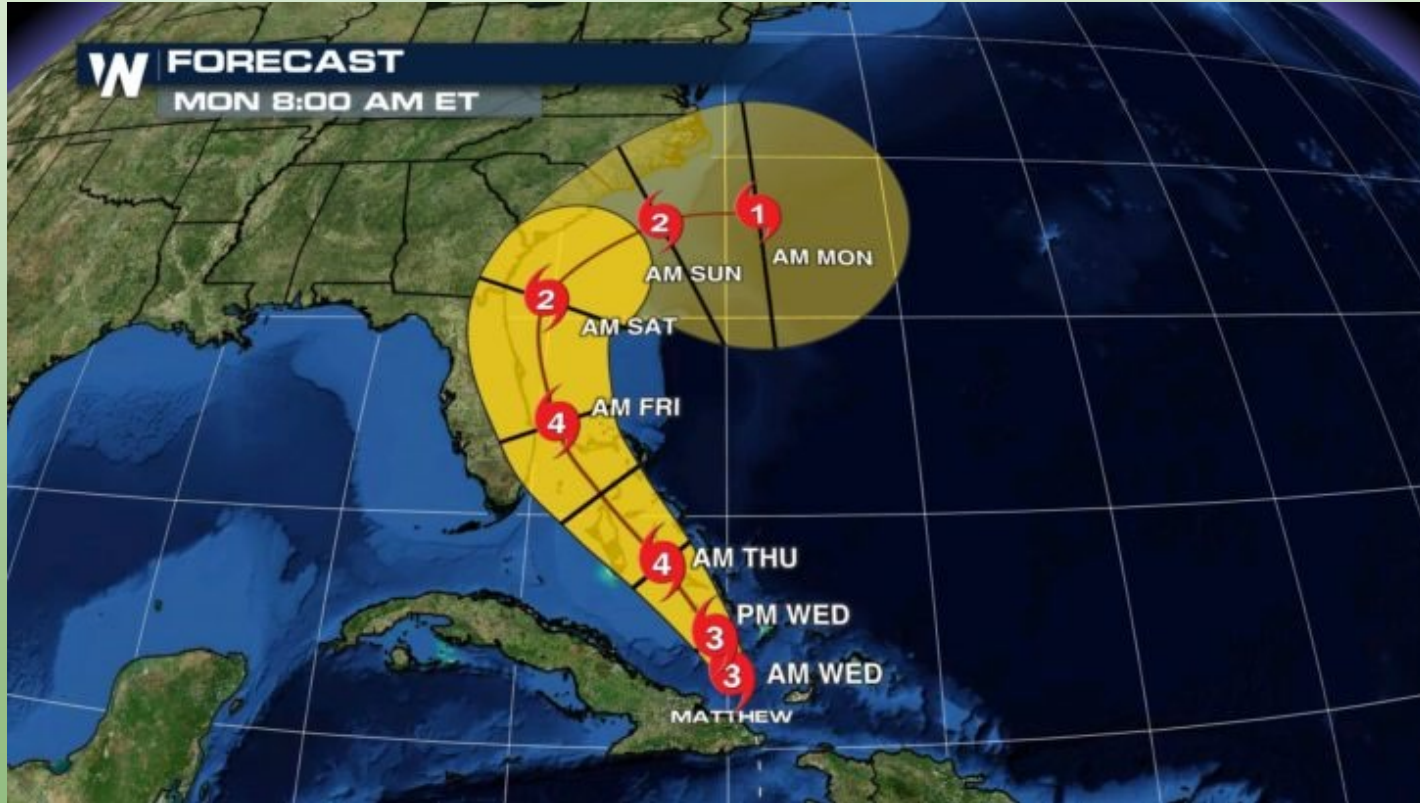 W FORECAST
MON 8:00 AM ET
1
2
AM MON
AM SUN
2
AM SAT
AM FRI
4
4
AM THU
PM WED
3
3
AM WED
MATTHEW